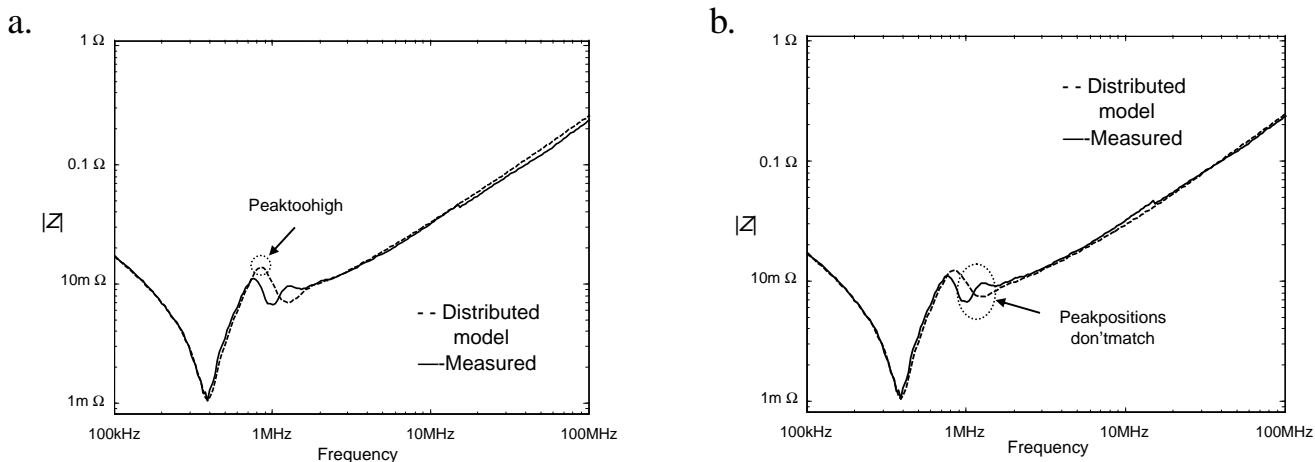 a.
1 Ω
0.1 Ω
10m Ω
1m Ω
|Z|
Peaktoohigh
- - Distributed
model
—Measured
100kHz
1MHz
10MHz
100MHz
Frequency
b.
1 Ω
0.1 Ω
10m Ω
1m Ω
|Z|
- - Distributed
model
—Measured
Peakpositions
don'tmatch
100kHz
1MHz
10MHz
100MHz
Frequency